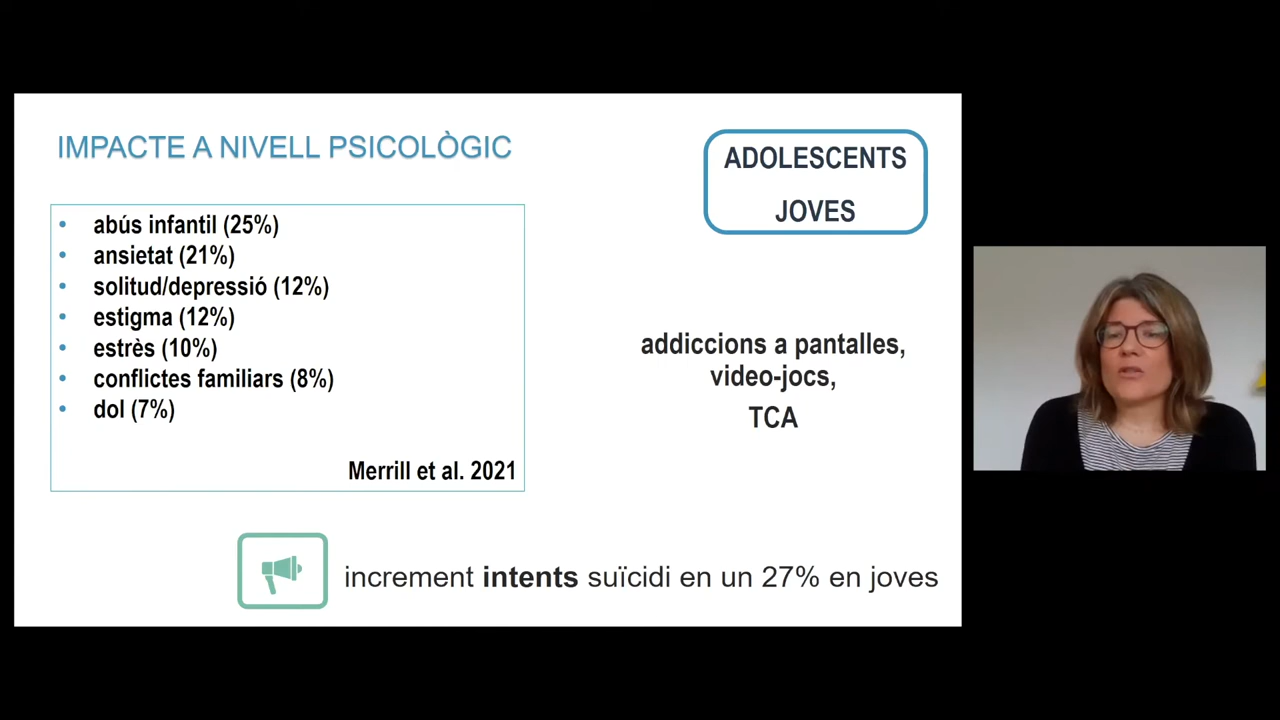 IMPACTE A NIVELL PSICOLÒGIC
ADOLESCENTS
JOVES
• abús infantil (25%)
• ansietat (21%)
• solitud/depressió (12%)
• estigma (12%)
• estrès (10%)
• conflictes familiars (8%)
• dol (7%)
Merrill et al. 2021
addiccions a pantalles,
video-jocs,
TCA
increment intents suïcidi en un 27% en joves